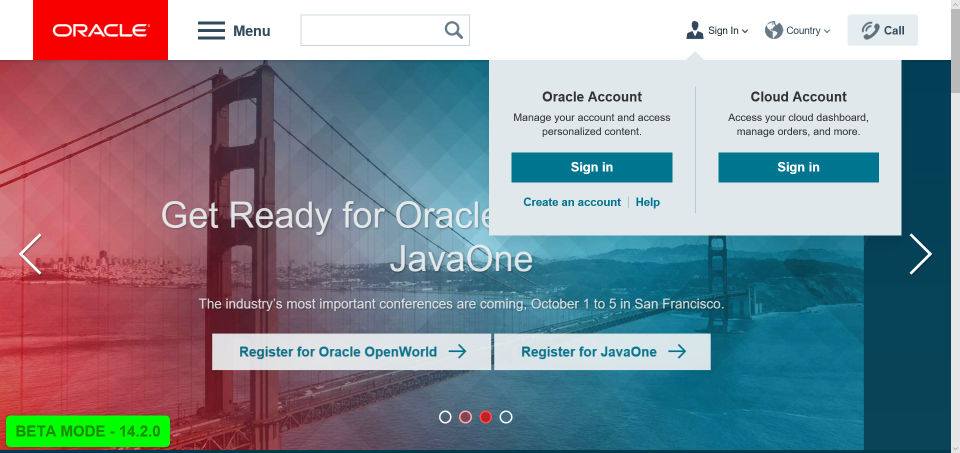 ORACLE
Menu
Sign In
Country
Call
Oracle Account
Manage your account and access
personalized content.
Sign in
Create an account | Help
Cloud Account
Access your cloud dashboard,
manage orders, and more.
Sign in
Get Ready for Oracle
JavaOne
The industry's most important conferences are coming, October 1 to 5 in San Francisco.
Register for Oracle OpenWorld
Register for JavaOne
BETA MODE - 14.2.0